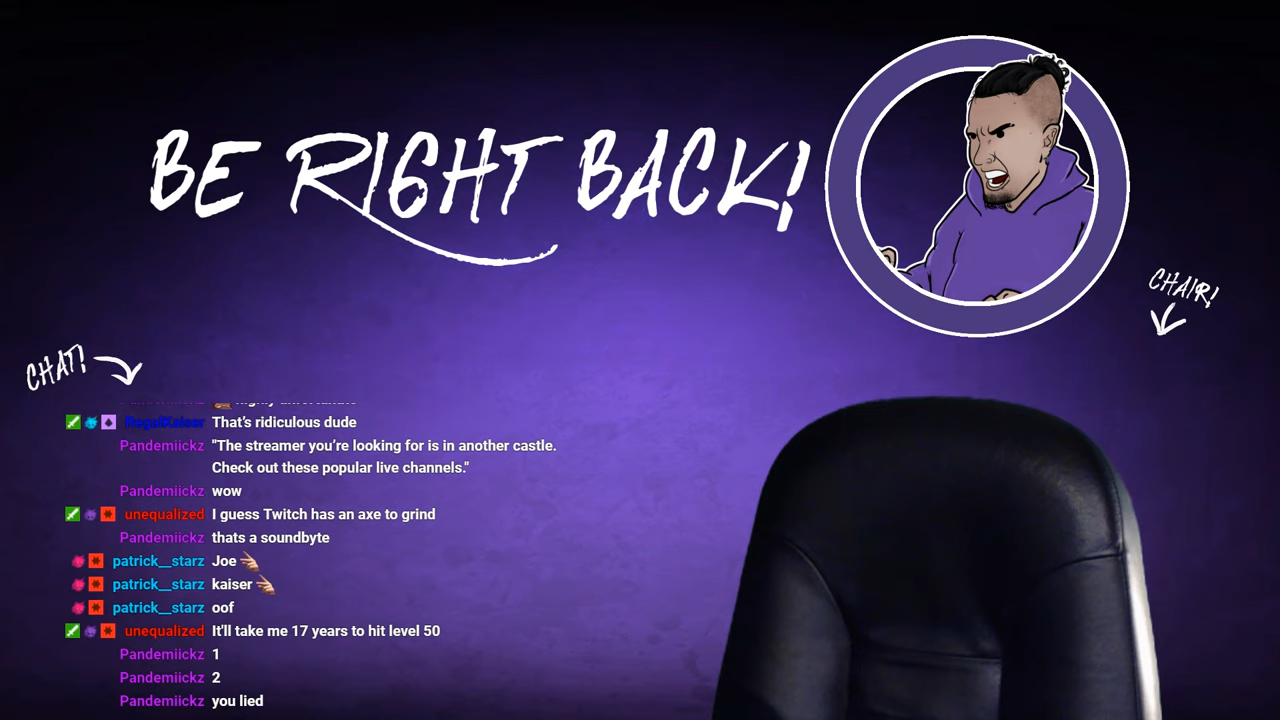 BE RIGHT BACK!
CHAIR!
CHAT!
RegulKaiser That's ridiculous dude
Pandemiickz "The streamer you're looking for is in another castle.
Check out these popular live channels."
Pandemiickz wow
unequalized I guess Twitch has an axe to grind
Pandemiickz thats a soundbyte
patrick__starz Joe
patrick__starz kaiser
patrick__starz oof
unequalized It'll take me 17 years to hit level 50
Pandemiickz 1
Pandemiickz 2
Pandemiickz you lied